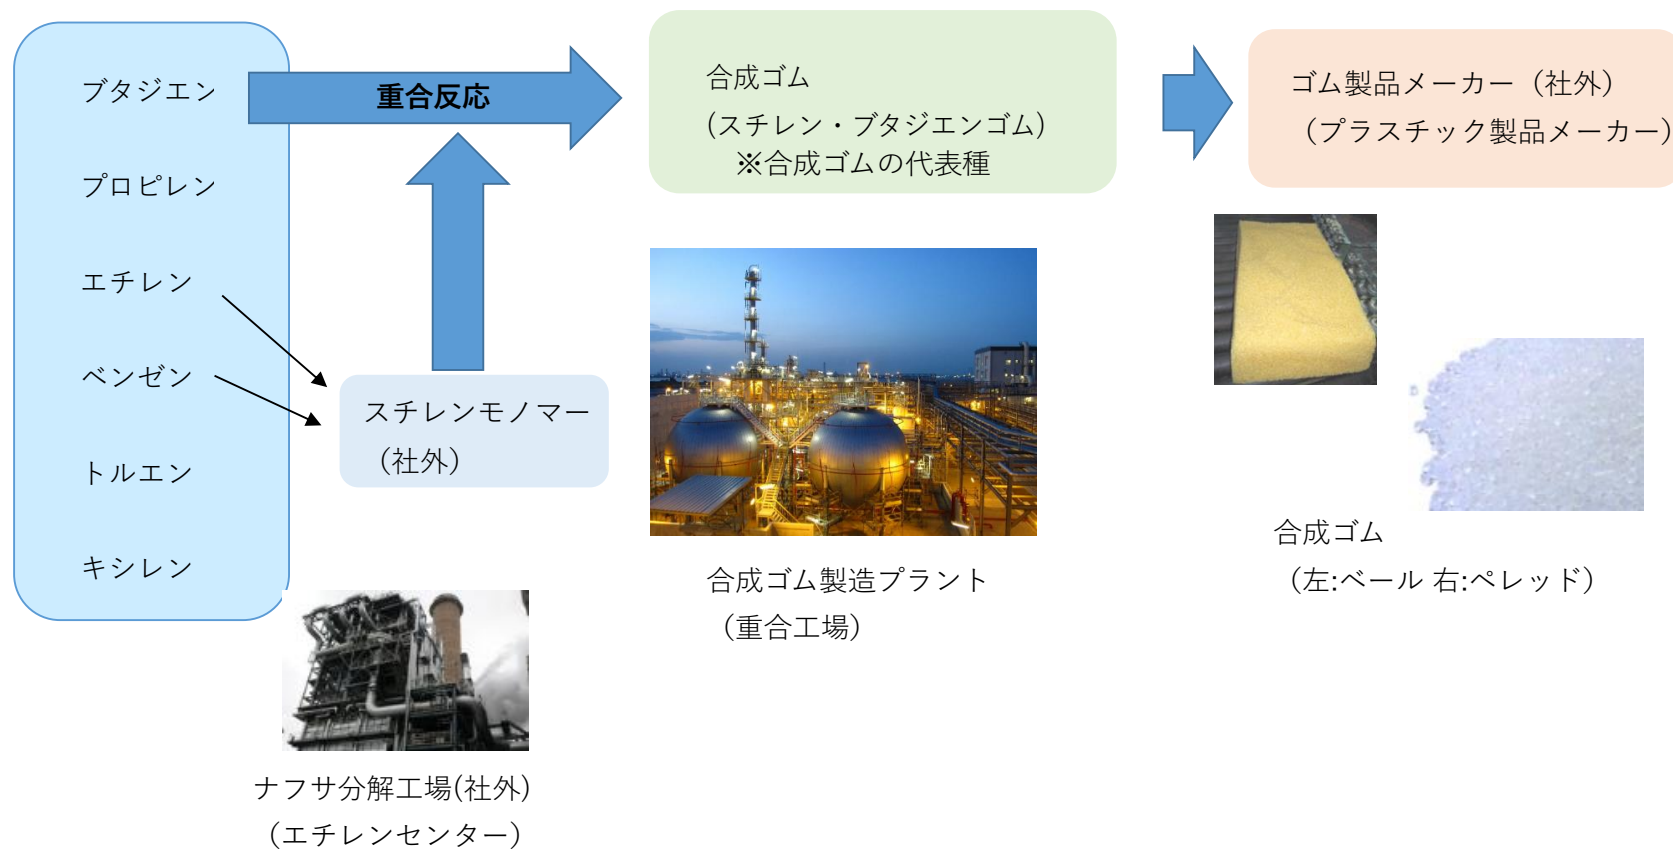 ブタジエン
プロピレン
エチレン
ベンゼン
トルエン
キシレン
重合反応
スチレンモノマー
（社外）
ナフサ分解工場(社外)
（エチレンセンター）
合成ゴム
(スチレン・ブタジエンゴム)
※合成ゴムの代表種
合成ゴム製造プラント
（重合工場）
ゴム製品メーカー（社外）
（プラスチック製品メーカー）
合成ゴム
（左:ベール 右:ペレッド）